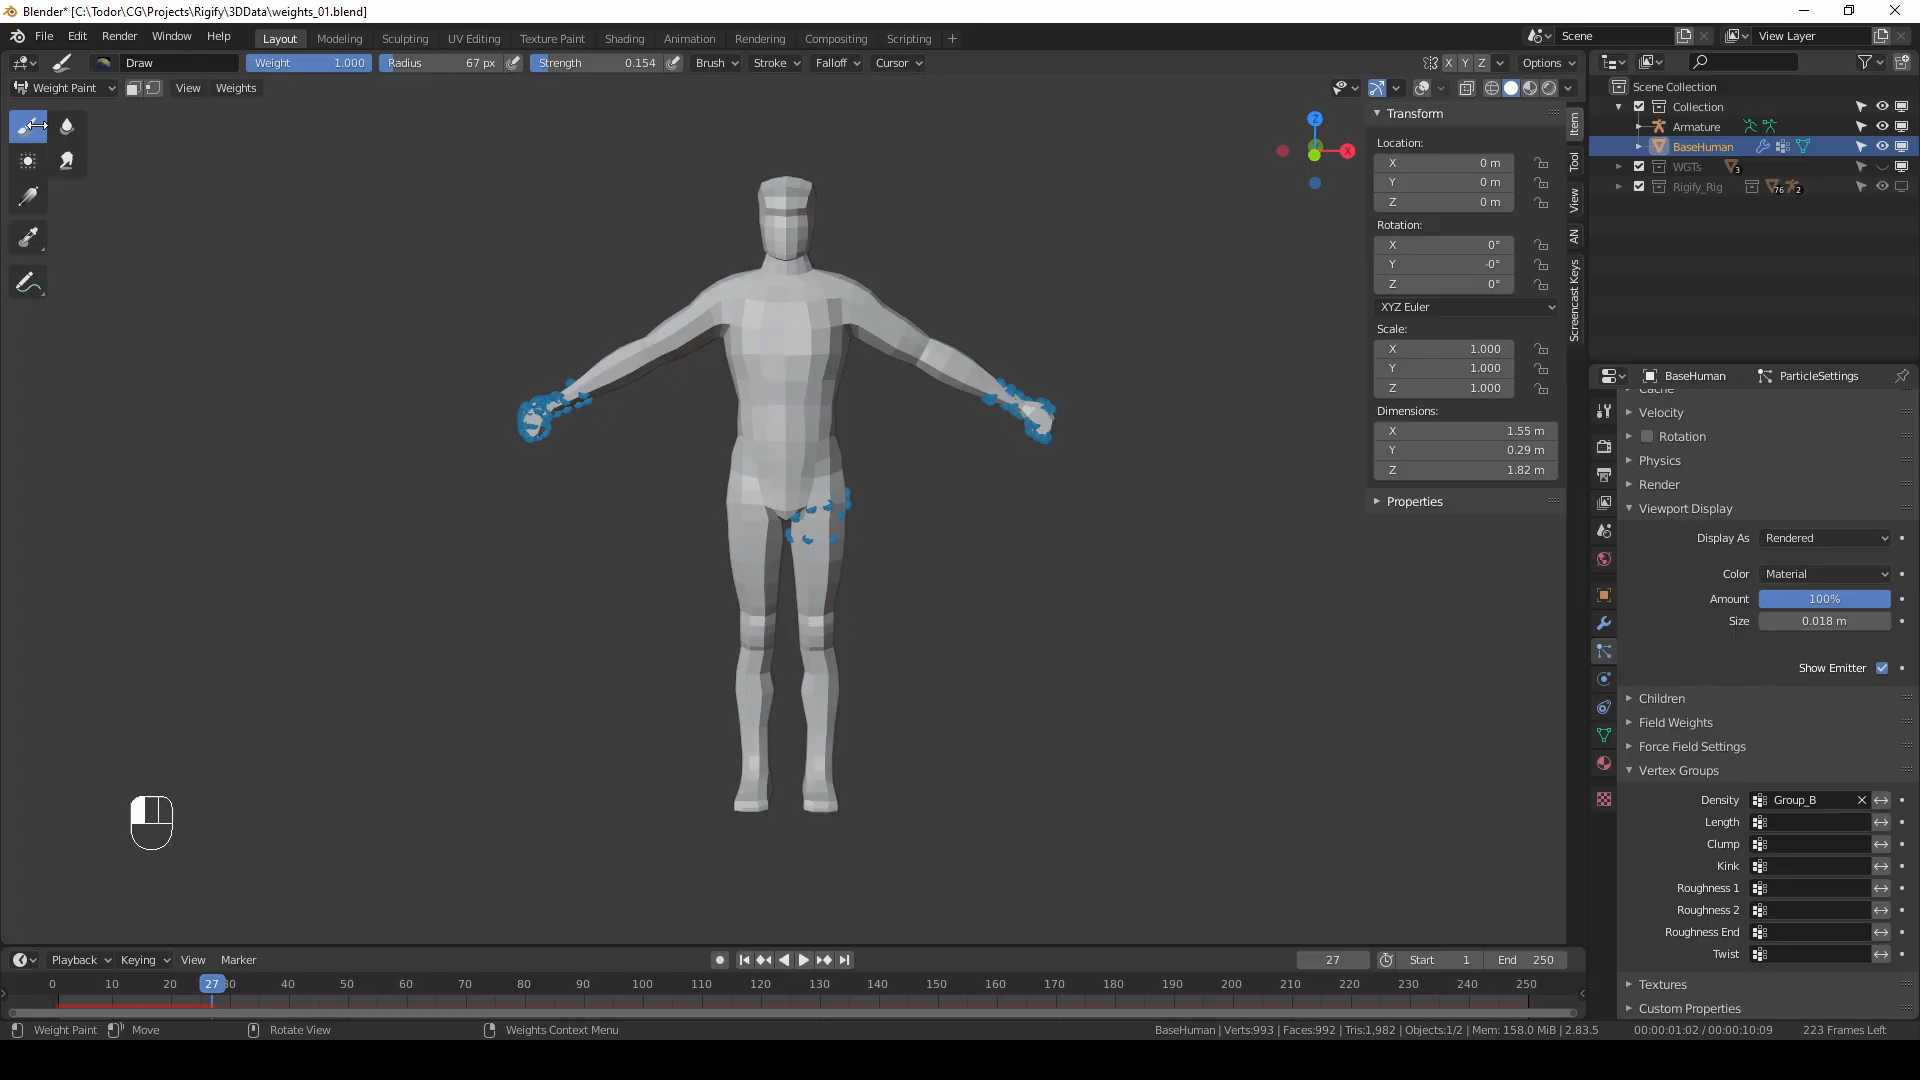 Blender* [C:\Todor\CG\Projects\Rigify\3DData\weights_01.blend]
File Edit Render Window Help Layout Modeling Sculpting UV Editing Texture Paint Shading Animation Rendering Compositing Scripting + Scene View Layer
Draw Weight 1.000 Radius 67 px Strength 0.154 Brush Stroke Falloff Cursor X Y Z Options
Weight Paint View Weights
Scene Collection
Collection
Armature
BaseHuman
WGTs 3
Rigify_Rig 76 2
Z
X
Transform
Location:
X 0 m
Y 0 m
Z 0 m
Rotation:
X 0°
Y -0°
Z 0°
XYZ Euler
Scale:
X 1.000
Y 1.000
Z 1.000
Dimensions:
X 1.55 m
Y 0.29 m
Z 1.82 m
Properties
Item
Tool
View
AN
Screencast Keys
BaseHuman ParticleSettings
Cache
Velocity
Rotation
Physics
Render
Viewport Display
Display As Rendered
Color Material
Amount 100%
Size 0.018 m
Show Emitter
Children
Field Weights
Force Field Settings
Vertex Groups
Density Group_B
Length
Clump
Kink
Roughness 1
Roughness 2
Roughness End
Twist
Textures
Custom Properties
Playback Keying View Marker 27 Start 1 End 250
0 10 20 27 30 40 50 60 70 80 90 100 110 120 130 140 150 160 170 180 190 200 210 220 230 240 250
Weight Paint Move Rotate View Weights Context Menu BaseHuman | Verts:993 | Faces:992 | Tris:1,982 | Objects:1/2 | Mem: 158.0 MiB | 2.83.5 00:00:01:02 / 00:00:10:09 223 Frames Left